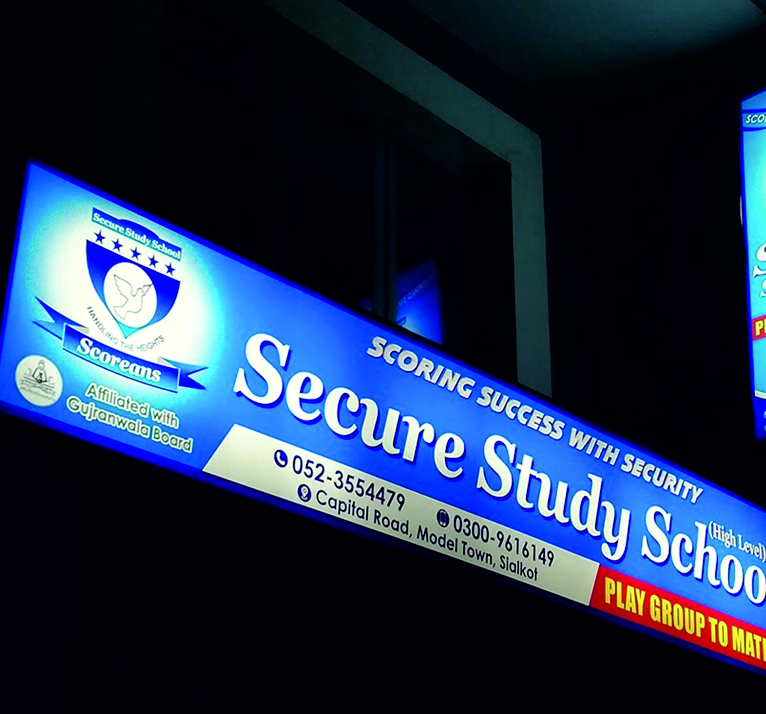 Secure Study School
HANDLING THE HEIGHTS
Scoreans
Affiliated with
Gujranwala Board
SCORING SUCCESS WITH SECURITY
Secure Study Schoo
(High Level)
052-3554479
0300-9616149
Capital Road, Model Town, Sialkot
PLAY GROUP TO MAT
SCO